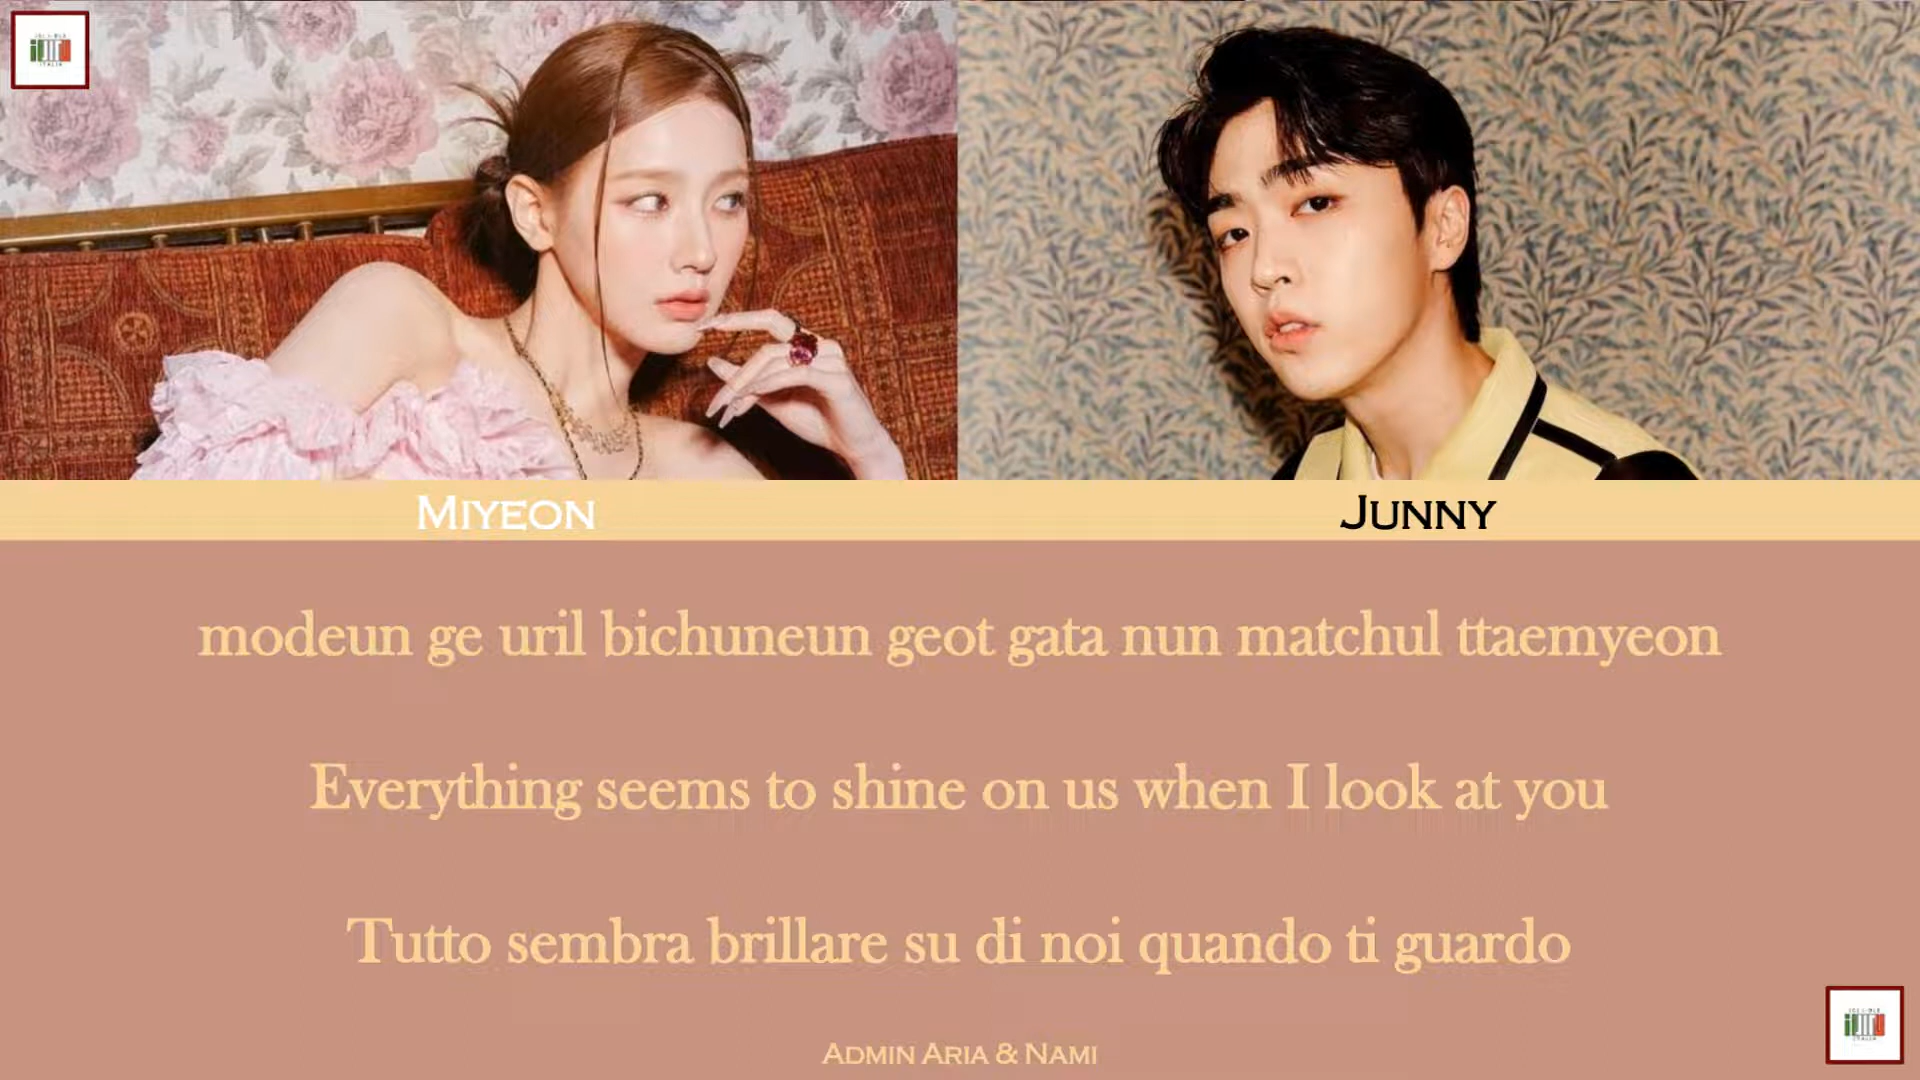 MIYEON
JUNNY
modeun ge uril bichuneun geot gata nun matchul ttaemyeon
Everything seems to shine on us when I look at you
Tutto sembra brillare su di noi quando ti guardo
ADMIN ARIA & NAMI